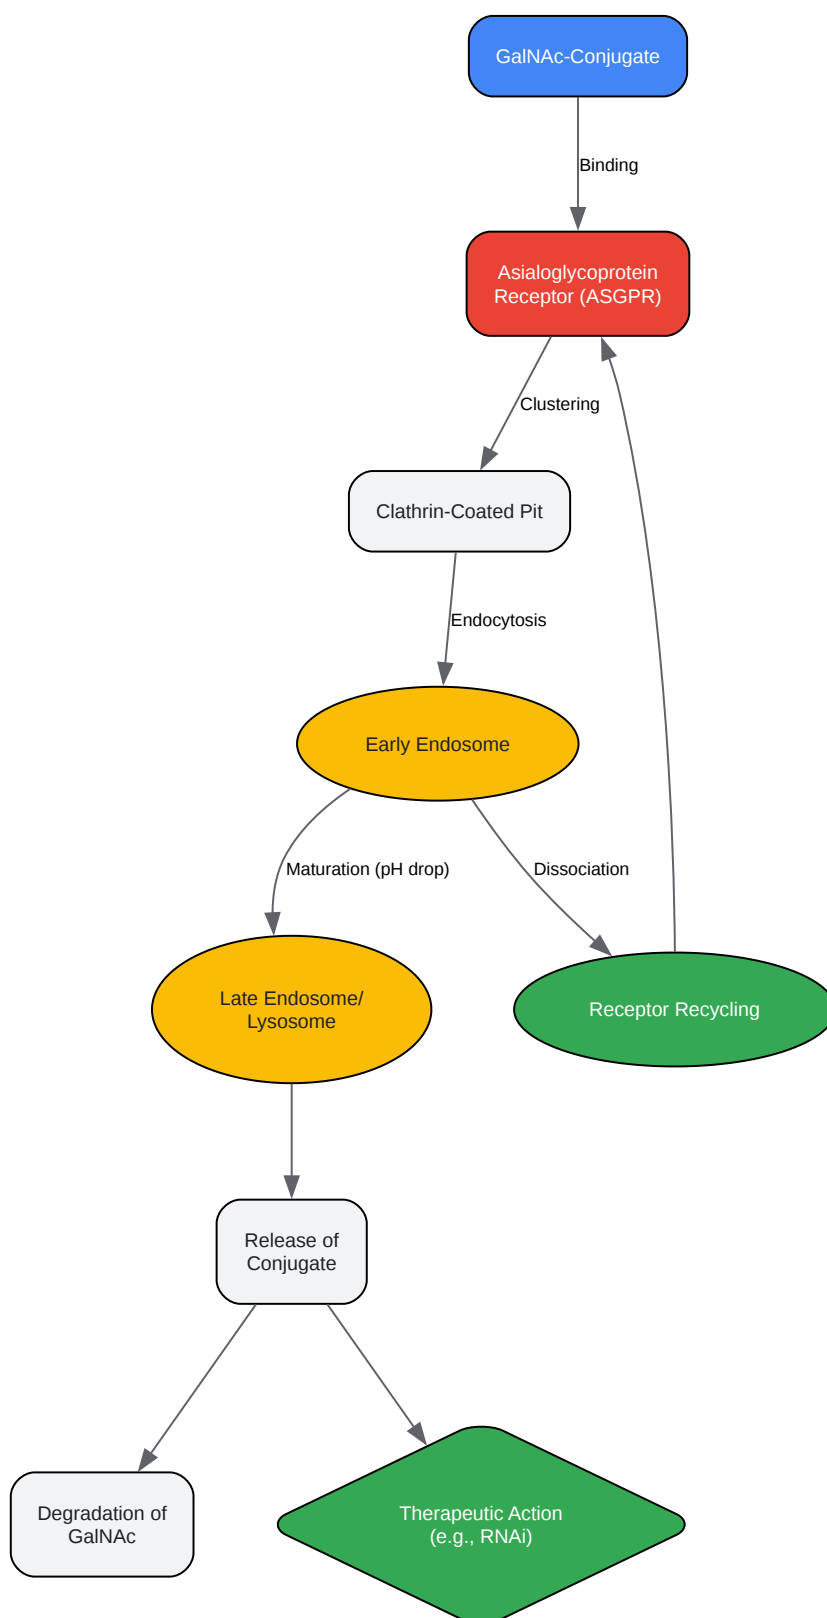 GalNAc-Conjugate
Binding
Asialoglycoprotein
Receptor (ASGPR)
Clustering
Clathrin-Coated Pit
Endocytosis
Early Endosome
Maturation (pH drop)
Dissociation
Late Endosome/
Lysosome
Receptor Recycling
Release of
Conjugate
Degradation of
GalNAc
Therapeutic Action
(e.g., RNAi)